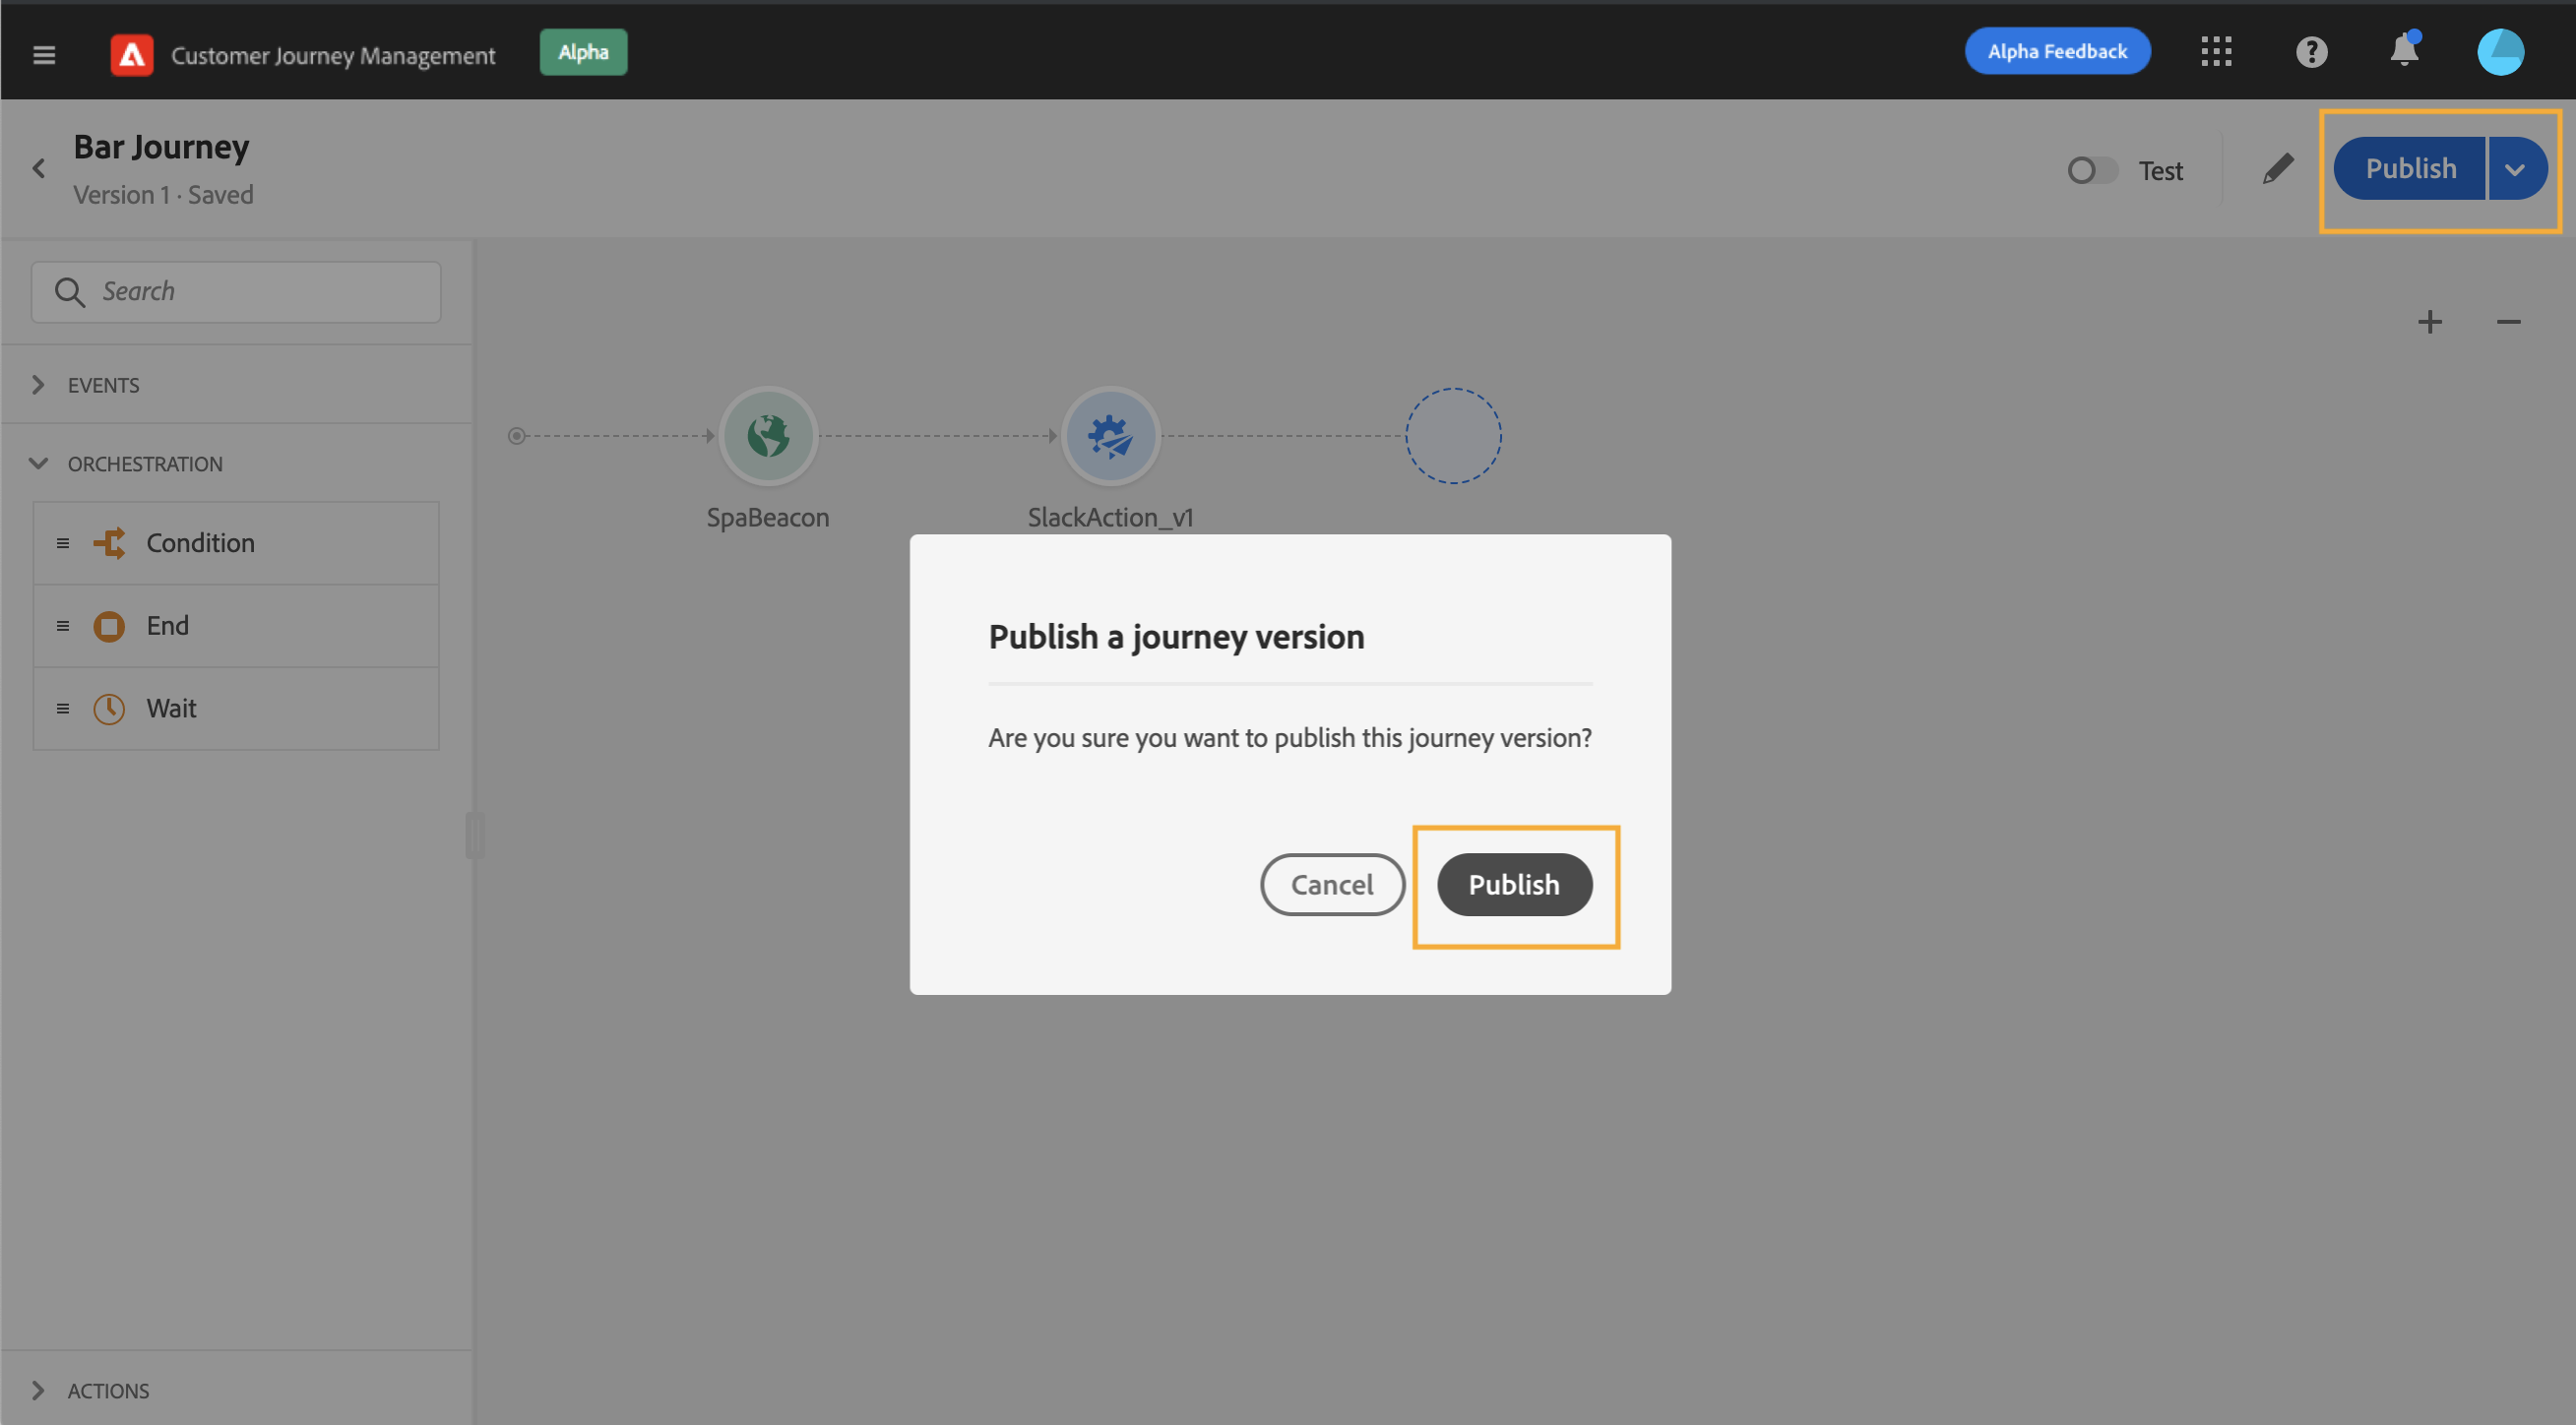 Customer Journey Management
Alpha
Alpha Feedback
Bar Journey
Version 1 · Saved
Test
Publish
Search
EVENTS
ORCHESTRATION
Condition
End
Wait
ACTIONS
SpaBeacon
SlackAction_v1
Publish a journey version
Are you sure you want to publish this journey version?
Cancel
Publish